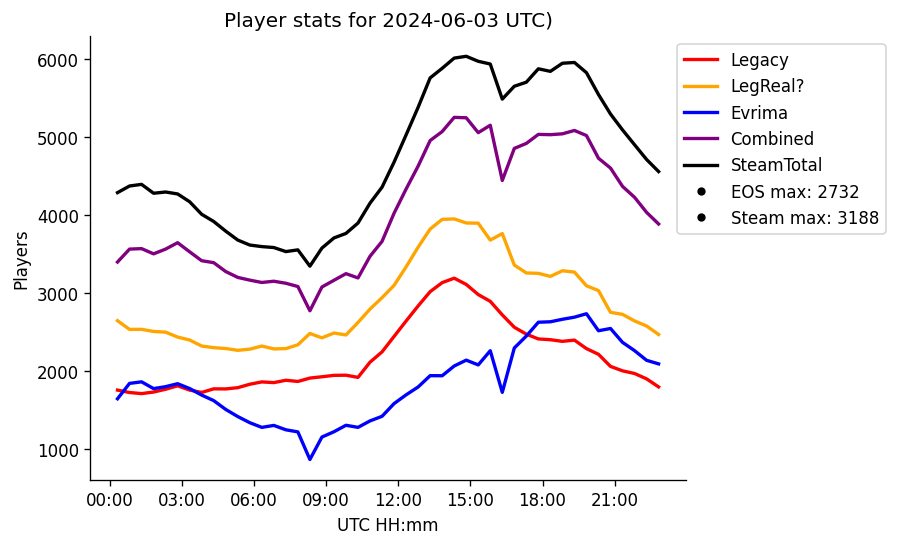 Player stats for 2024-06-03 UTC)
Legacy
LegReal?
Evrima
Combined
SteamTotal
EOS max: 2732
Steam max: 3188
Players
6000
5000
4000
3000
2000
1000
00:00 03:00 06:00 09:00 12:00 15:00 18:00 21:00
UTC HH:mm